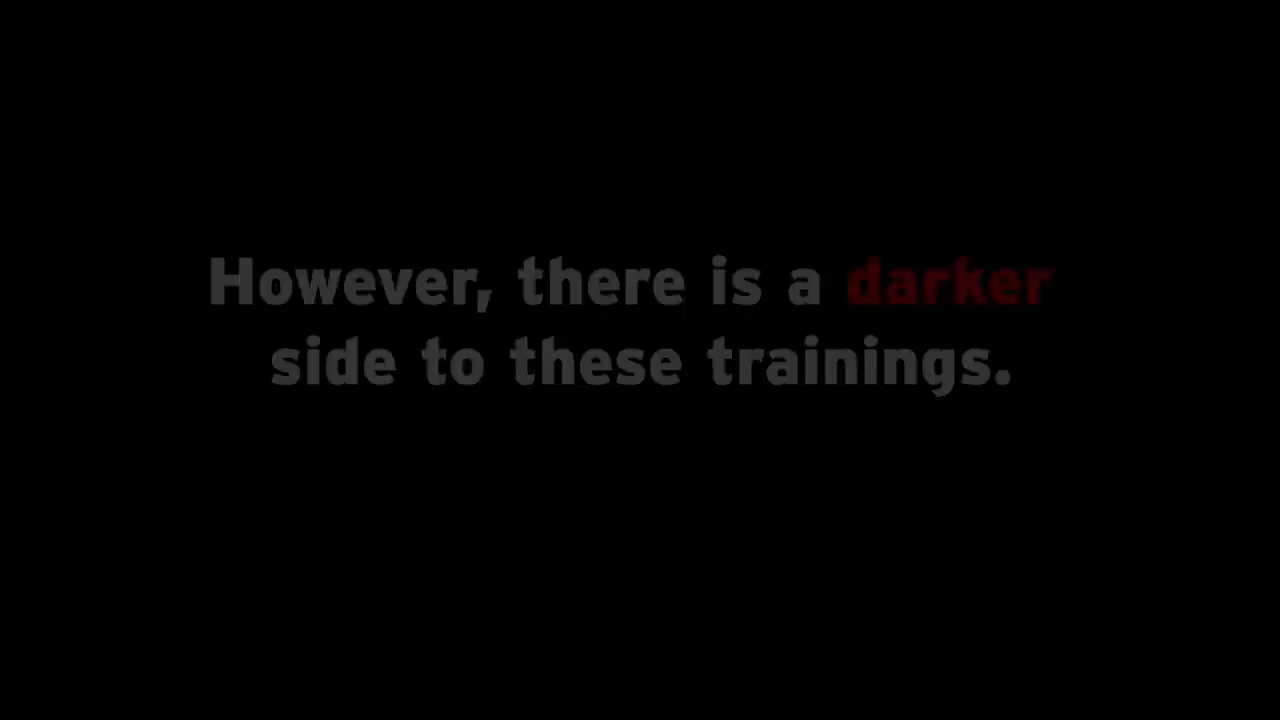 However, there is a darker
side to these trainings.